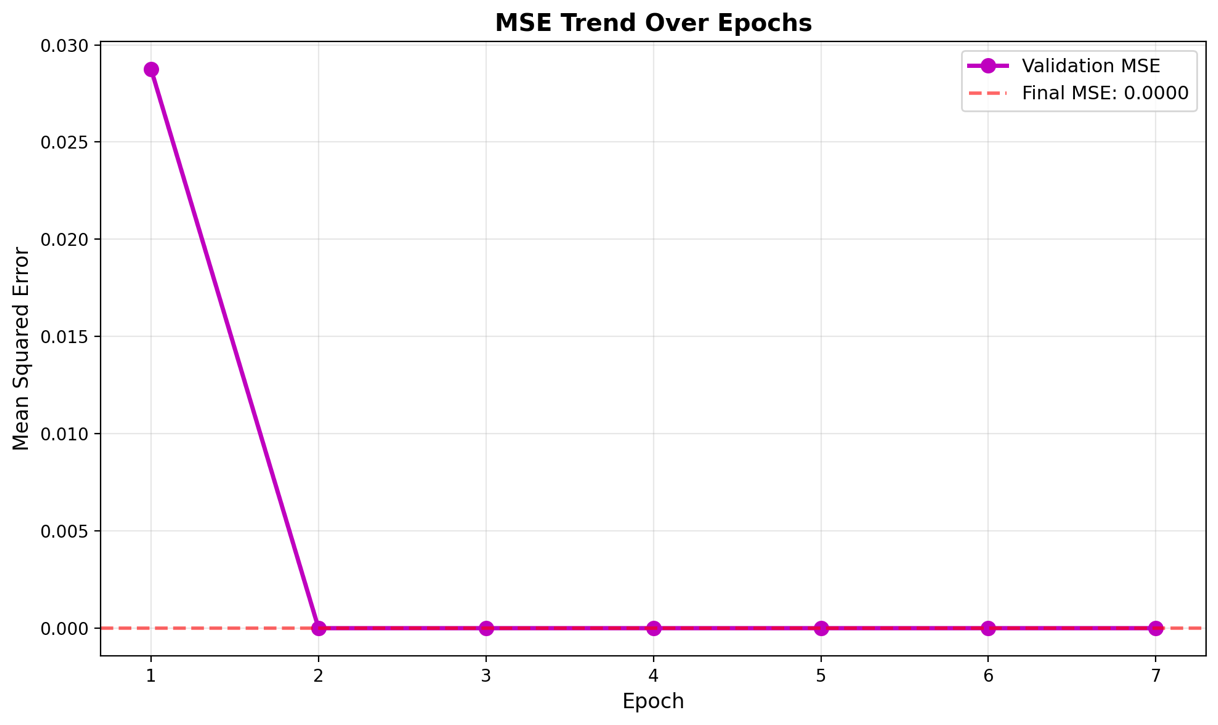 MSE Trend Over Epochs
Validation MSE
Final MSE: 0.0000
Mean Squared Error
0.030
0.025
0.020
0.015
0.010
0.005
0.000
1 2 3 4 5 6 7
Epoch